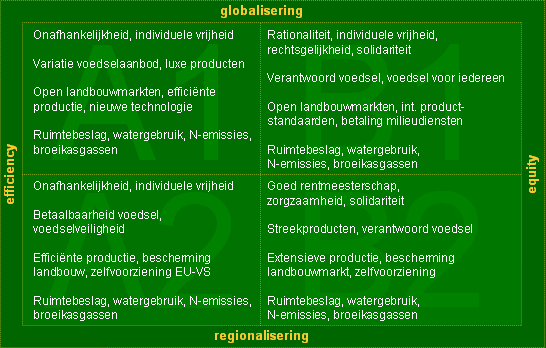 globalisering
A1
Onafhankelijkheid, individuele vrijheid
Variatie voedselaanbod, luxe producten
Open landbouwmarkten, efficiënte
productie, nieuwe technologie
Ruimtebeslag, watergebruik, N-emissies,
broeikasgassen
B1
Rationaliteit, individuele vrijheid,
rechtsgelijkheid, solidariteit
Verantwoord voedsel, voedsel voor iedereen
Open landbouwmarkten, int. product-
standaarden, betaling milieudiensten
Ruimtebeslag, watergebruik,
N-emissies, broeikasgassen
efficiency
equity
A2
Onafhankelijkheid, individuele vrijheid
Betaalbaarheid voedsel,
voedselveiligheid
Efficiënte productie, bescherming
landbouw, zelfvoorziening EU-VS
Ruimtebeslag, watergebruik, N-emissies,
broeikasgassen
B2
Goed rentmeesterschap,
zorgzaamheid, solidariteit
Streekproducten, verantwoord voedsel
Extensieve productie, bescherming
landbouwmarkt, zelfvoorziening
Ruimtebeslag, watergebruik,
N-emissies, broeikasgassen
regionalisering